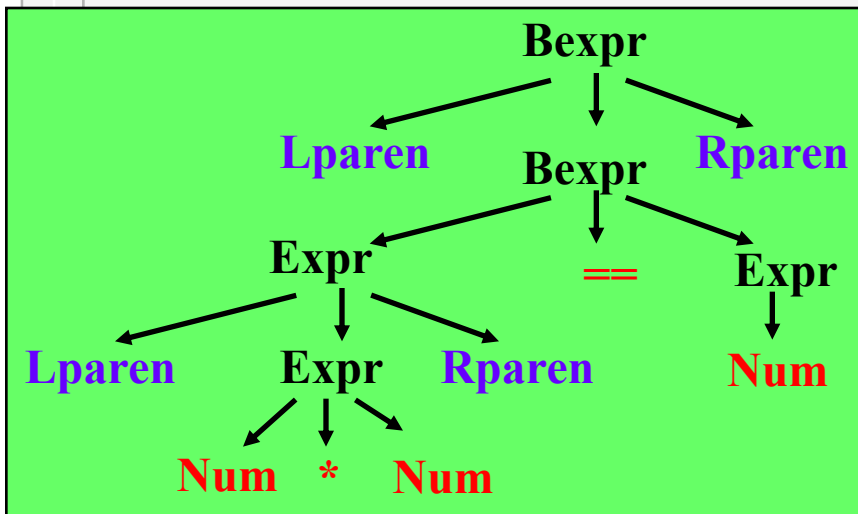 Bexpr
Lparen Bexpr Rparen
Expr == Expr
Lparen Expr Rparen Num
Num * Num